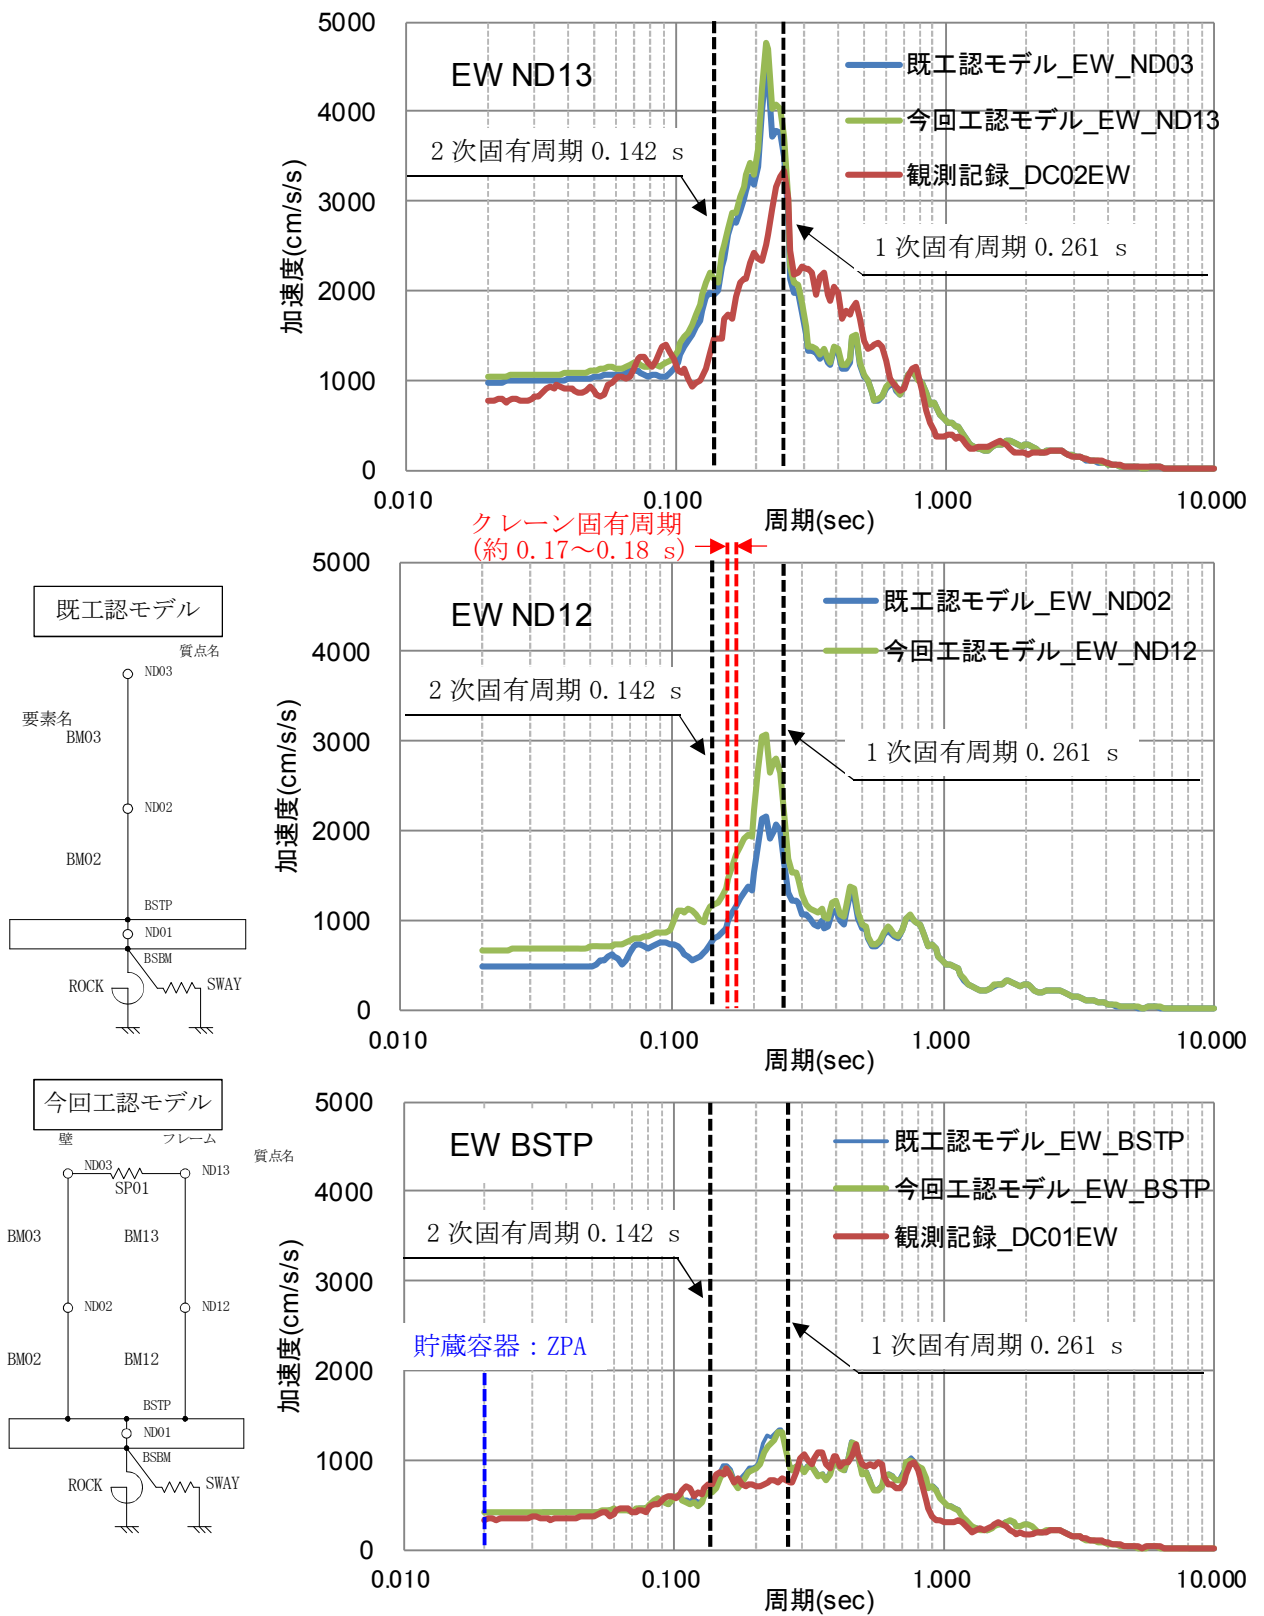 5000
4000
3000
2000
1000
0
加速度(cm/s/s)
EW ND13
既工認モデル_EW_ND03
今回工認モデル_EW_ND13
観測記録_DC02EW
2 次固有周期 0.142 s
1 次固有周期 0.261 s
0.010
0.100
1.000
10.000
周期(sec)
クレーン固有周期
(約 0.17～0.18 s)
5000
4000
3000
2000
1000
0
加速度(cm/s/s)
EW ND12
既工認モデル_EW_ND02
今回工認モデル_EW_ND12
2 次固有周期 0.142 s
1 次固有周期 0.261 s
0.010
0.100
1.000
10.000
周期(sec)
既工認モデル
質点名
ND03
要素名
BM03
ND02
BM02
BSTP
ND01
BSBM
ROCK
SWAY
今回工認モデル
壁
フレーム
質点名
ND03
ND13
SP01
BM03
BM13
ND02
ND12
BM02
BM12
BSTP
ND01
BSBM
ROCK
SWAY
5000
4000
3000
2000
1000
0
加速度(cm/s/s)
EW BSTP
既工認モデル_EW_BSTP
今回工認モデル_EW_BSTP
観測記録_DC01EW
2 次固有周期 0.142 s
1 次固有周期 0.261 s
貯蔵容器：ZPA
0.010
0.100
1.000
10.000
周期(sec)